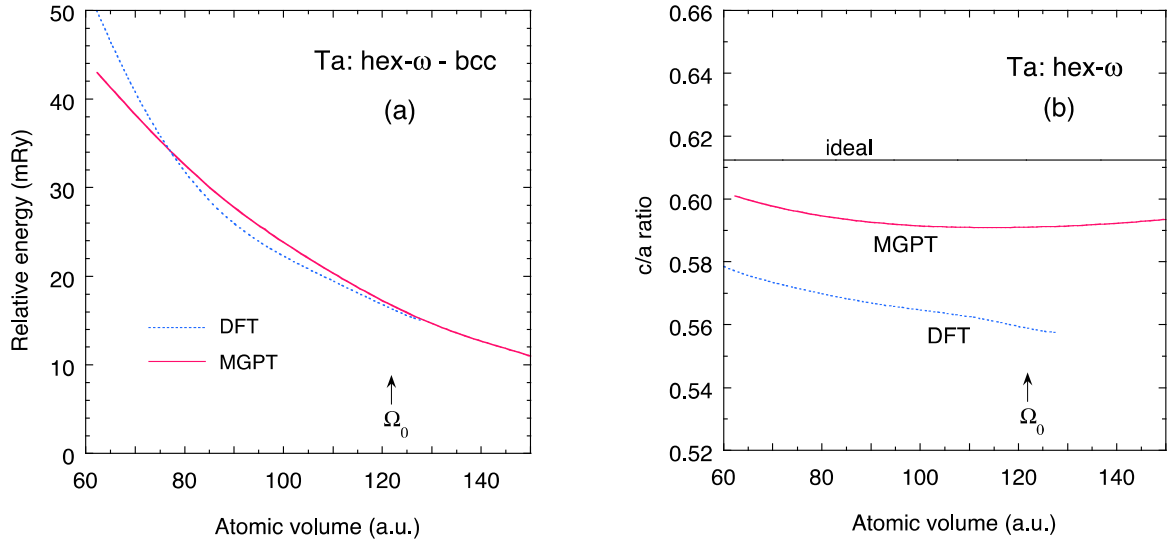 Ta: hex-ω - bcc
(a)
Relative energy (mRy)
50
40
30
20
10
0
DFT
MGPT
Ω0
60
80
100
120
140
Atomic volume (a.u.)
Ta: hex-ω
(b)
c/a ratio
0.66
0.64
0.62
0.60
0.58
0.56
0.54
0.52
ideal
MGPT
DFT
Ω0
60
80
100
120
140
Atomic volume (a.u.)